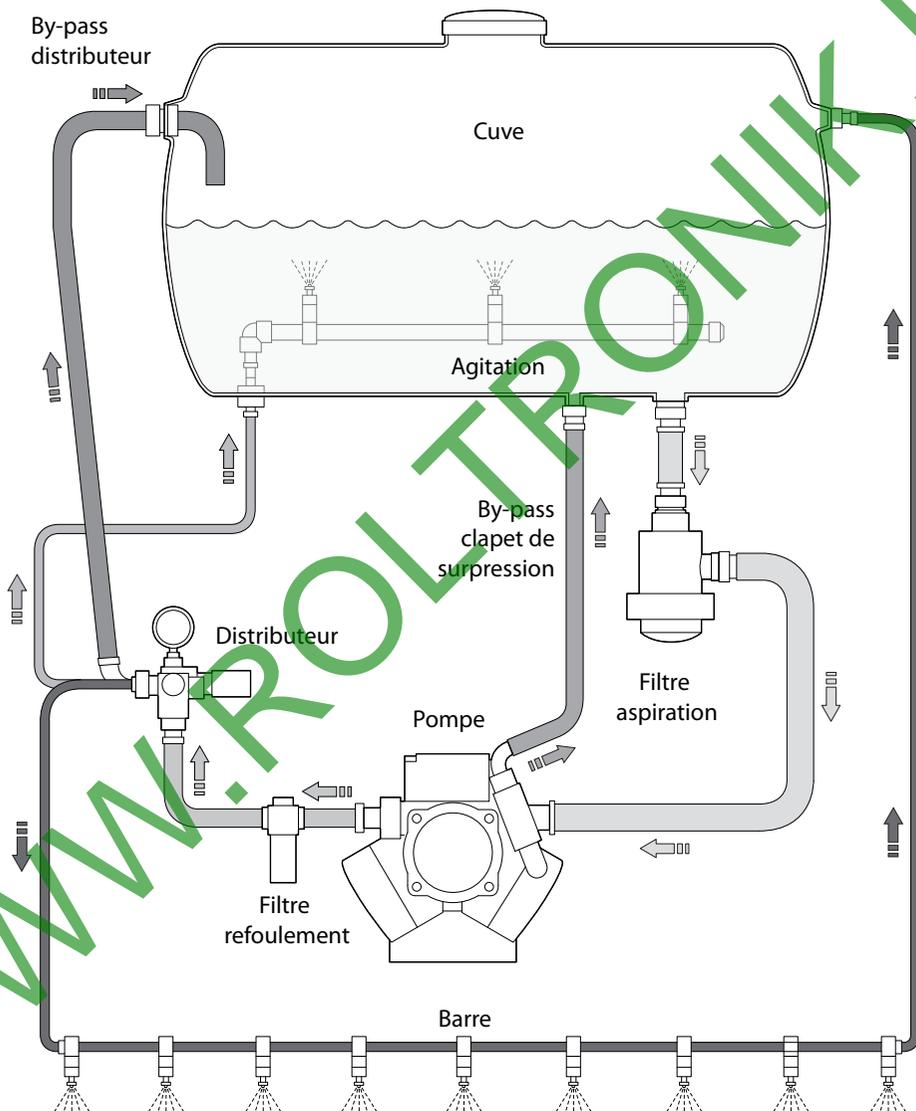 By-pass
distributeur
Cuve
Agitation
By-pass
clapet de
surpression
Distributeur
Filtre
aspiration
Pompe
Filtre
refoulement
Barre
WWW.ROLTRONIK